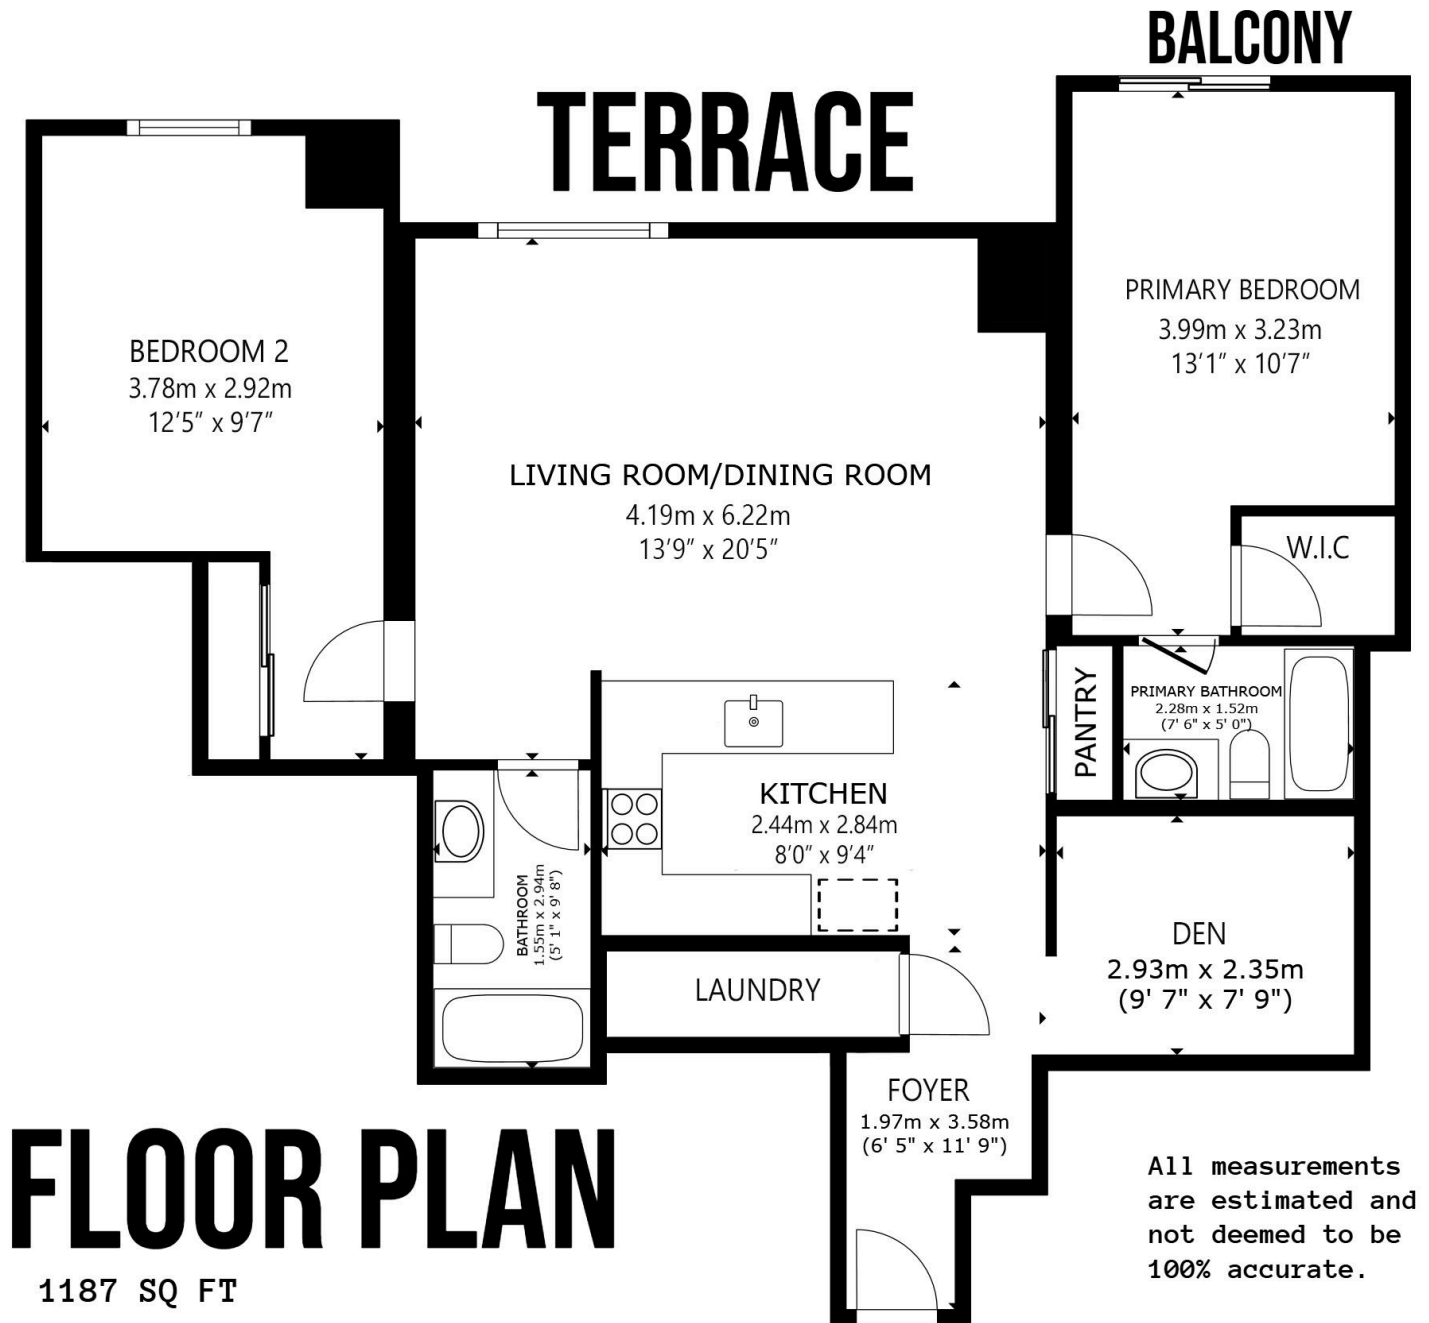 BALCONY
TERRACE
PRIMARY BEDROOM
3.99m x 3.23m
13'1" x 10'7"
BEDROOM 2
3.78m x 2.92m
12'5" x 9'7"
LIVING ROOM/DINING ROOM
4.19m x 6.22m
13'9" x 20'5"
W.I.C
PANTRY
PRIMARY BATHROOM
2.28m x 1.52m
(7' 6" x 5' 0")
KITCHEN
2.44m x 2.84m
8'0" x 9'4"
BATHROOM
1.55m x 2.94m
(5' 1" x 9' 8")
DEN
2.93m x 2.35m
(9' 7" x 7' 9")
LAUNDRY
FOYER
1.97m x 3.58m
(6' 5" x 11' 9")
FLOOR PLAN
1187 SQ FT
All measurements
are estimated and
not deemed to be
100% accurate.